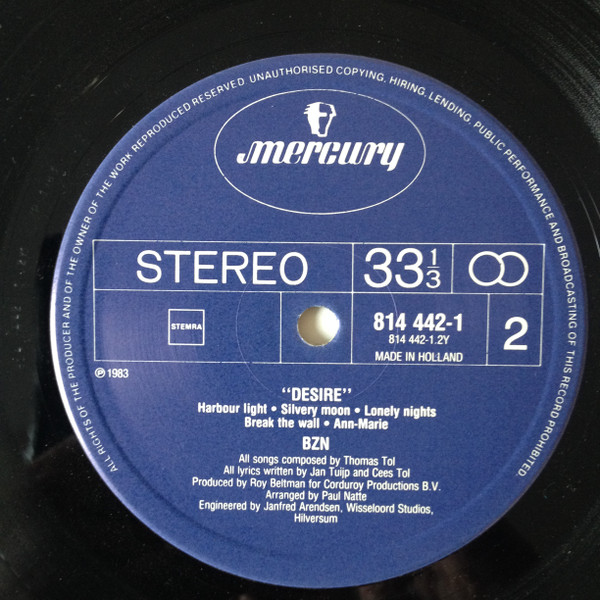 ALL RIGHTS OF THE PRODUCER AND OF THE OWNER OF THE WORK REPRODUCED RESERVED. UNAUTHORISED COPYING, HIRING, LENDING, PUBLIC PERFORMANCE AND BROADCASTING OF THIS RECORD PROHIBITED.
mercury
STEREO
33 1/3
STEMRA
814 442-1
814 442-1.2Y
MADE IN HOLLAND
2
℗ 1983
"DESIRE"
Harbour light • Silvery moon • Lonely nights
Break the wall • Ann-Marie
BZN
All songs composed by Thomas Tol
All lyrics written by Jan Tuijp and Cees Tol
Produced by Roy Beltman for Corduroy Productions B.V.
Arranged by Paul Natte
Engineered by Janfred Arendsen, Wisseloord Studios,
Hilversum